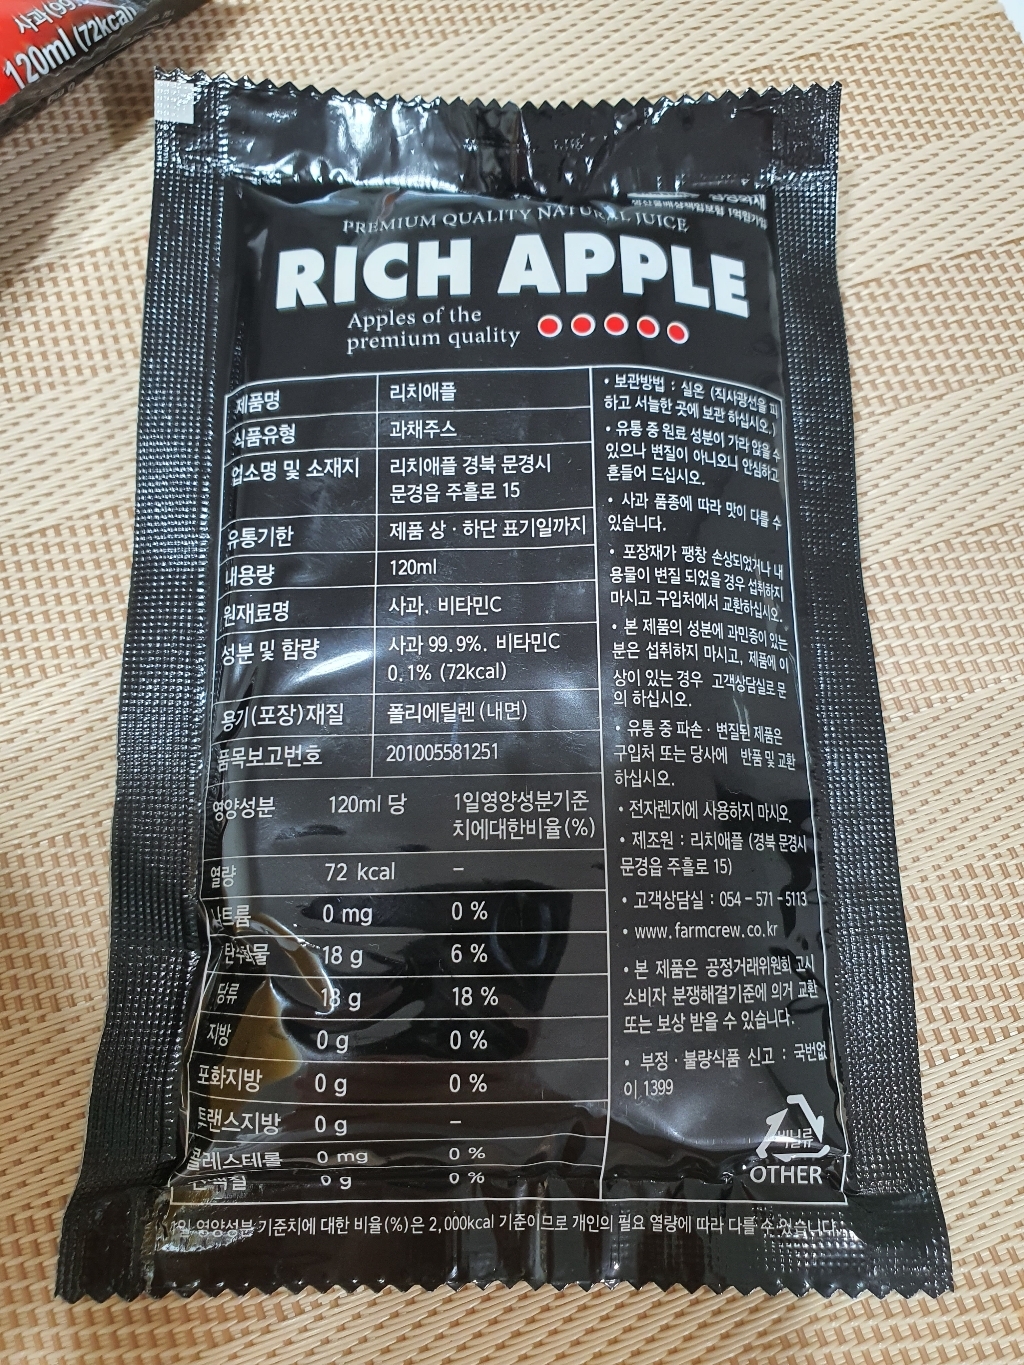 사과(99.
120ml (72kcal)
생산물배상책임보험 1억원가입
PREMIUM QUALITY NATURAL JUICE
RICH APPLE
Apples of the
premium quality
제품명 리치애플
식품유형 과채주스
업소명 및 소재지 리치애플 경북 문경시
문경읍 주흘로 15
유통기한 제품 상·하단 표기일까지
내용량 120ml
원재료명 사과, 비타민C
성분 및 함량 사과 99.9%, 비타민C
0.1% (72kcal)
용기(포장)재질 폴리에틸렌(내면)
품목보고번호 201005581251
영양성분 120ml 당 1일영양성분기준
치에대한비율(%)
열량 72 kcal –
나트륨 0 mg 0 %
탄수화물 18 g 6 %
당류 18 g 18 %
지방 0 g 0 %
포화지방 0 g 0 %
트랜스지방 0 g –
콜레스테롤 0 mg 0 %
단백질 0 g 0 %
• 보관방법 : 실온 (직사광선을 피
하고 서늘한 곳에 보관 하십시오.)
• 유통 중 원료 성분이 가라 앉을 수
있으나 변질이 아니오니 안심하고
흔들어 드십시오.
• 사과 품종에 따라 맛이 다를 수
있습니다.
• 포장재가 팽창 손상되었거나 내
용물이 변질 되었을 경우 섭취하지
마시고 구입처에서 교환하십시오.
• 본 제품의 성분에 과민증이 있는
분은 섭취하지 마시고, 제품에 이
상이 있는 경우 고객상담실로 문
의 하십시오.
• 유통 중 파손·변질된 제품은
구입처 또는 당사에 반품 및 교환
하십시오.
• 전자렌지에 사용하지 마시오.
• 제조원 : 리치애플 (경북 문경시
문경읍 주흘로 15)
• 고객상담실 : 054 - 571 - 5113
• www.farmcrew.co.kr
• 본 제품은 공정거래위원회 고시
소비자 분쟁해결기준에 의거 교환
또는 보상 받을 수 있습니다.
• 부정·불량식품 신고 : 국번없
이 1399
비닐류
OTHER
1일 영양성분 기준치에 대한 비율(%)은 2,000kcal 기준이므로 개인의 필요 열량에 따라 다를 수 있습니다.